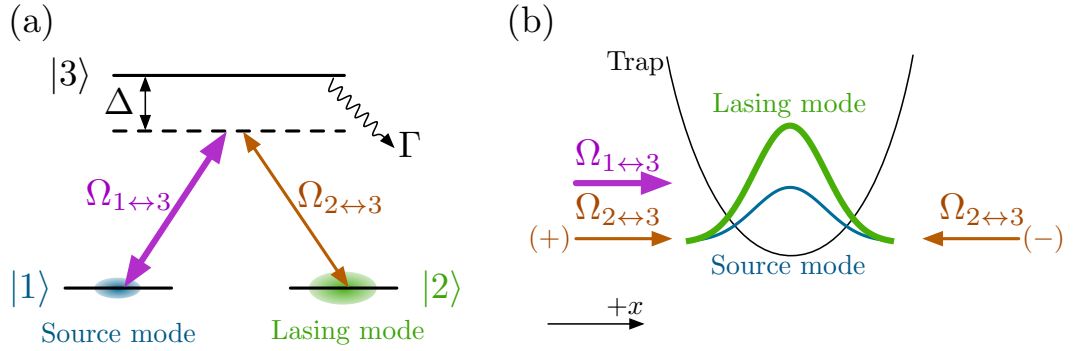 (a)
|3⟩
Δ
Γ
Ω1↔3
Ω2↔3
|1⟩
|2⟩
Source mode
Lasing mode
(b)
Trap
Lasing mode
Ω1↔3
Ω2↔3
(+)
Ω2↔3
(−)
Source mode
+x